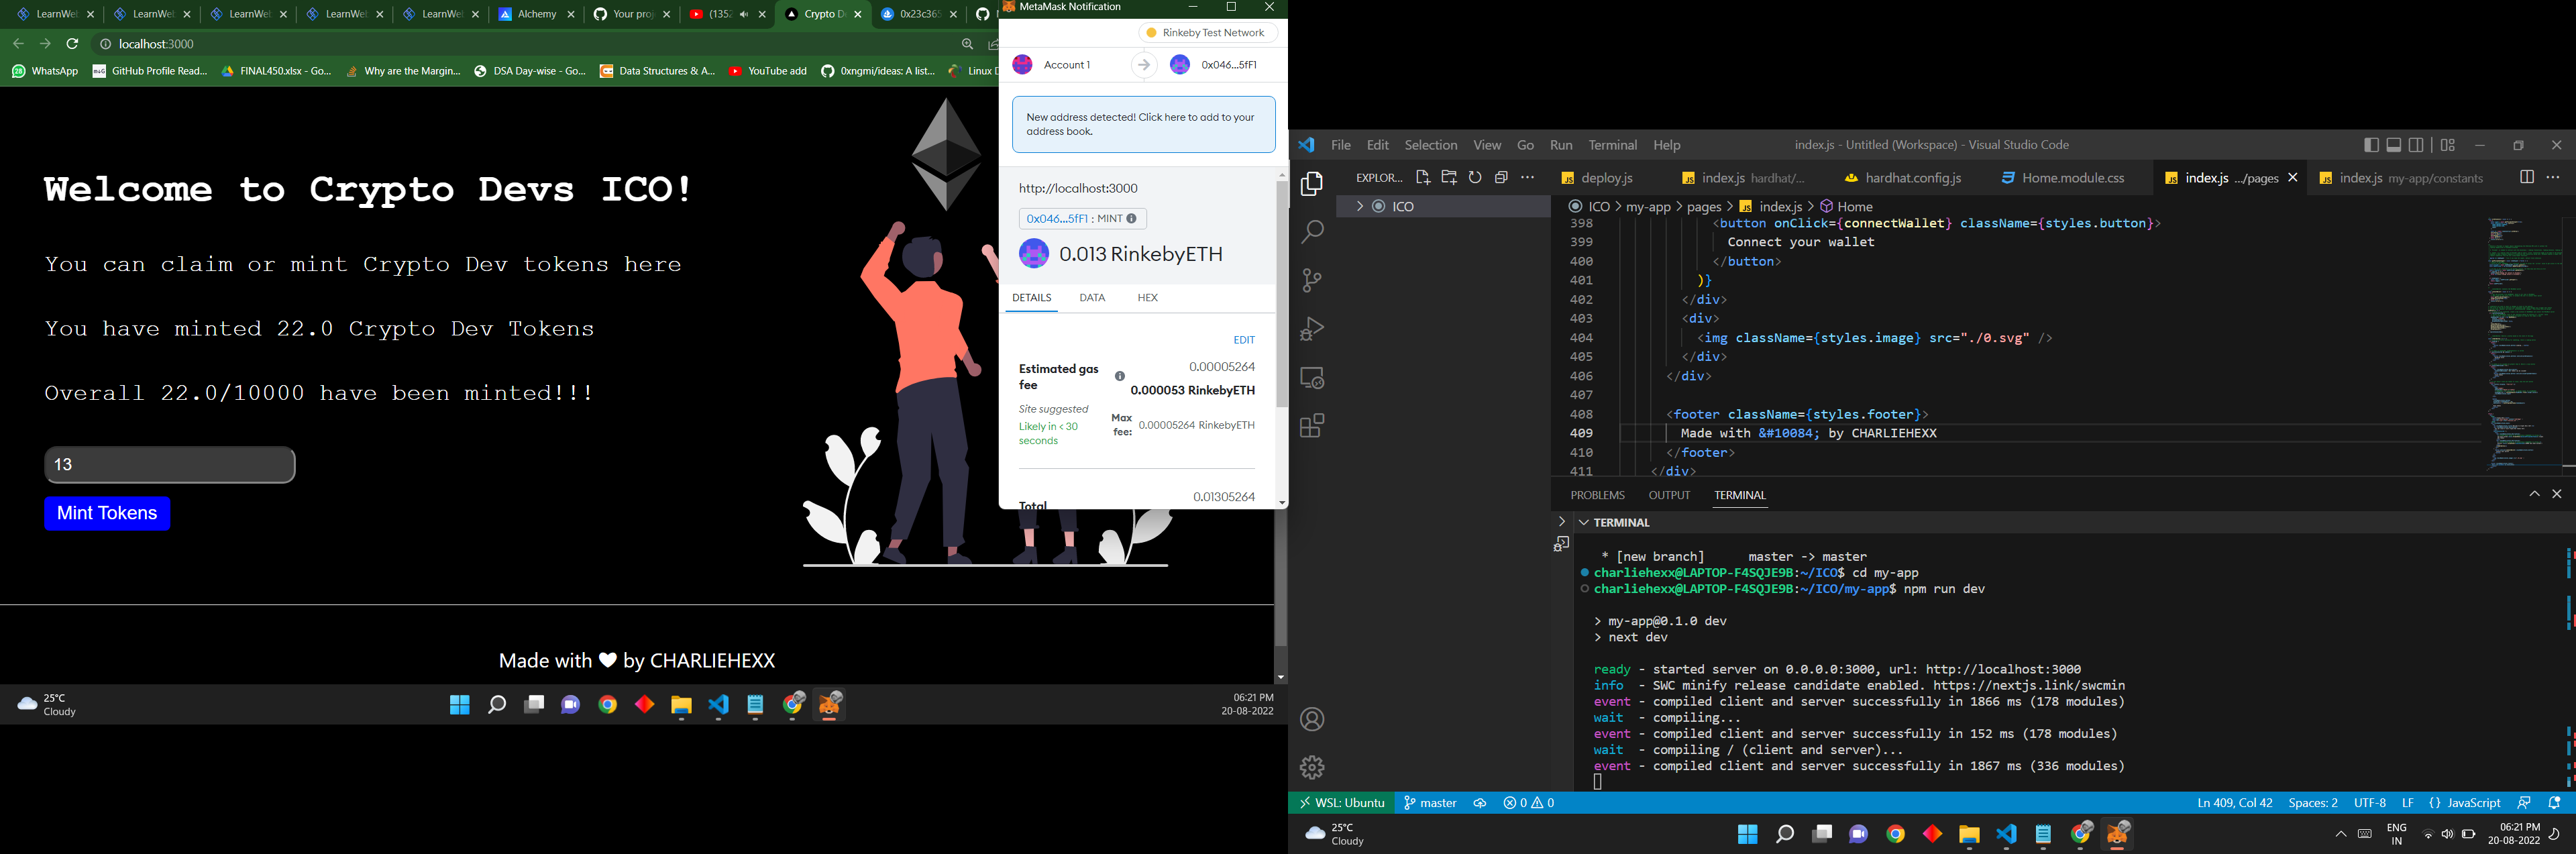 LearnWeb
LearnWeb
LearnWeb
LearnWeb
LearnWeb
Alchemy
Your proj
(1352
Crypto De
0x23c365
localhost:3000
WhatsApp
GitHub Profile Read...
FINAL450.xlsx - Go...
Why are the Margin...
DSA Day-wise - Go...
Data Structures & A...
YouTube add
0xngmi/ideas: A list...
Linux D
Welcome to Crypto Devs ICO!
You can claim or mint Crypto Dev tokens here
You have minted 22.0 Crypto Dev Tokens
Overall 22.0/10000 have been minted!!!
13
Mint Tokens
Made with ♥ by CHARLIEHEXX
25°C
Cloudy
06:21 PM
20-08-2022
MetaMask Notification
Rinkeby Test Network
Account 1
0x046...5fF1
New address detected! Click here to add to your
address book.
http://localhost:3000
0x046...5fF1 : MINT
0.013 RinkebyETH
DETAILS DATA HEX
EDIT
Estimated gas
fee
0.00005264
0.000053 RinkebyETH
Site suggested
Likely in < 30
seconds
Max
fee:
0.00005264 RinkebyETH
0.01305264
Total
File Edit Selection View Go Run Terminal Help
index.js - Untitled (Workspace) - Visual Studio Code
EXPLOR...
ICO
deploy.js
index.js hardhat/...
hardhat.config.js
Home.module.css
index.js .../pages
index.js my-app/constants
ICO > my-app > pages > index.js > Home
398 <button onClick={connectWallet} className={styles.button}>
399 Connect your wallet
400 </button>
401 )}
402 </div>
403 <div>
404 <img className={styles.image} src="./0.svg" />
405 </div>
406 </div>
407
408 <footer className={styles.footer}>
409 Made with &#10084; by CHARLIEHEXX
410 </footer>
411 </div>
PROBLEMS OUTPUT TERMINAL
TERMINAL
* [new branch] master -> master
charliehexx@LAPTOP-F4SQJE9B:~/ICO$ cd my-app
charliehexx@LAPTOP-F4SQJE9B:~/ICO/my-app$ npm run dev
> my-app@0.1.0 dev
> next dev
ready - started server on 0.0.0.0:3000, url: http://localhost:3000
info - SWC minify release candidate enabled. https://nextjs.link/swcmin
event - compiled client and server successfully in 1866 ms (178 modules)
wait - compiling...
event - compiled client and server successfully in 152 ms (178 modules)
wait - compiling / (client and server)...
event - compiled client and server successfully in 1867 ms (336 modules)
WSL: Ubuntu
master
0 0
Ln 409, Col 42
Spaces: 2
UTF-8
LF
{} JavaScript
25°C
Cloudy
ENG
IN
06:21 PM
20-08-2022